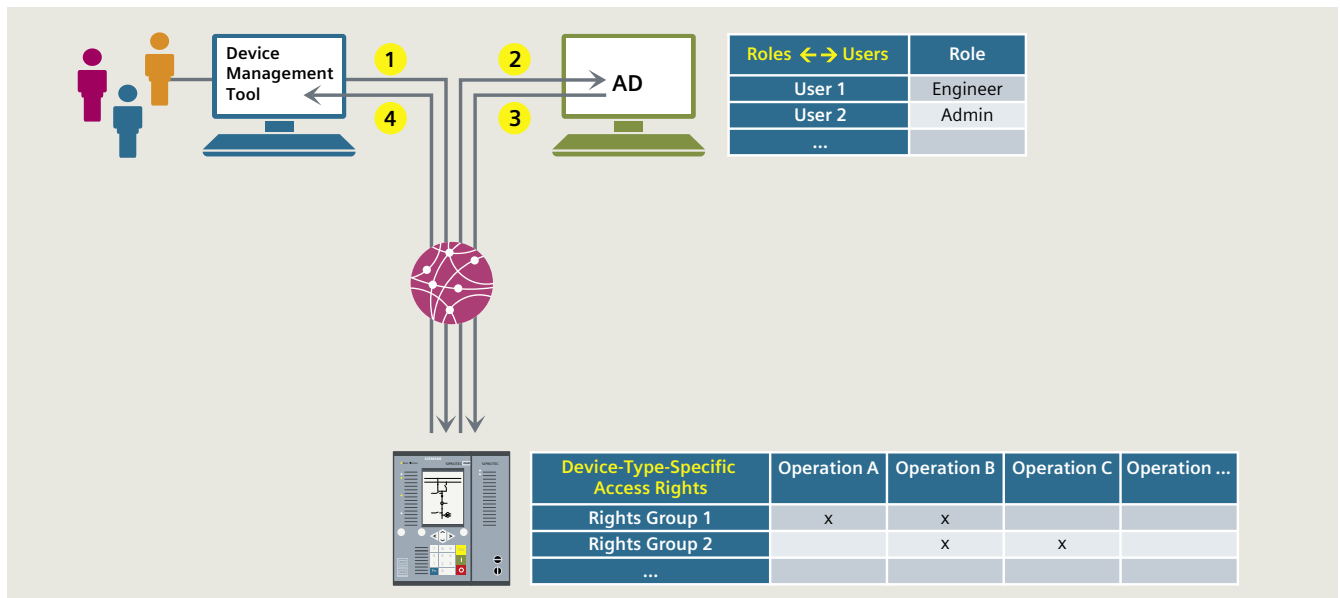 Device
Management
Tool
1
4
2
3
AD
Roles ←→ Users Role
User 1 Engineer
User 2 Admin
...
Device-Type-Specific
Access Rights
Operation A Operation B Operation C Operation ...
Rights Group 1 x x
Rights Group 2 x x
...